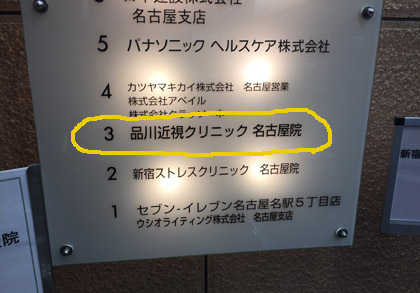 名古屋支店
5 パナソニック ヘルスケア株式会社
4 カツヤマキカイ株式会社 名古屋営業
株式会社アベイル
3 品川近視クリニック 名古屋院
2 新宿ストレスクリニック 名古屋院
1 セブン-イレブン名古屋名駅5丁目店
ウシオライティング株式会社 名古屋支店